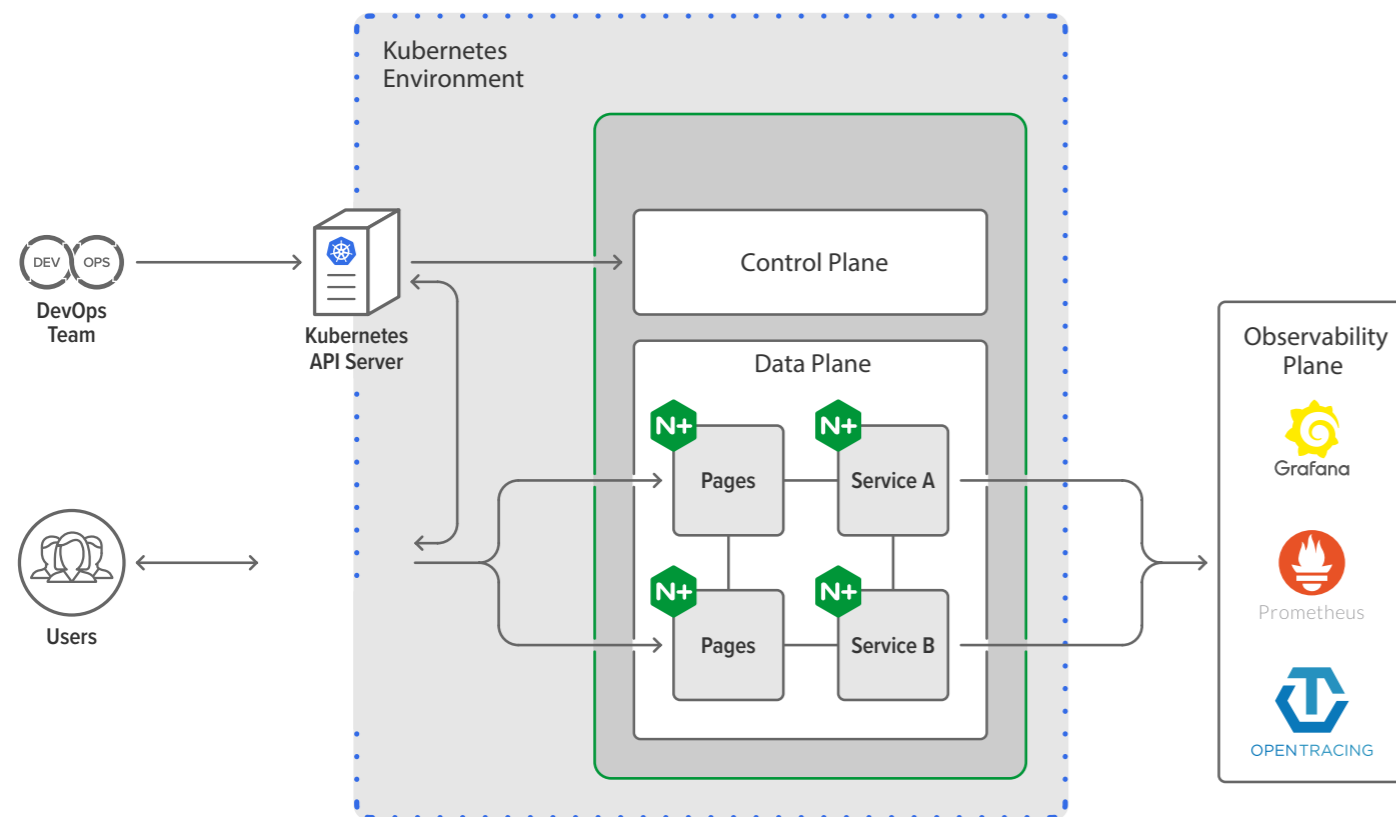 Kubernetes
Environment
DEV OPS
DevOps
Team
Kubernetes
API Server
Control Plane
Data Plane
N+
Pages
N+
Service A
N+
Pages
N+
Service B
Users
Observability
Plane
Grafana
Prometheus
OPENTRACING